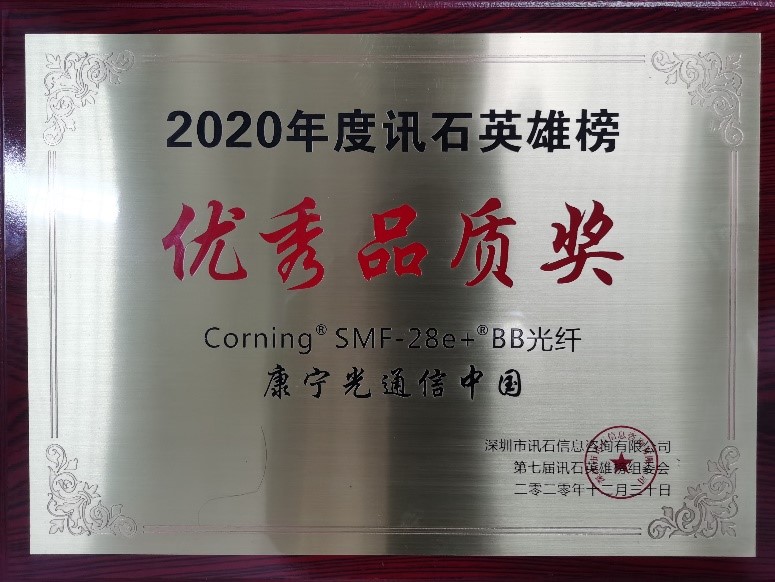 2020年度讯石英雄榜
优秀品质奖
Corning® SMF-28e+® BB光纤
康宁光通信中国
深圳市讯石信息咨询有限公司
第七届讯石英雄榜组委会
二零二零年十二月三十日